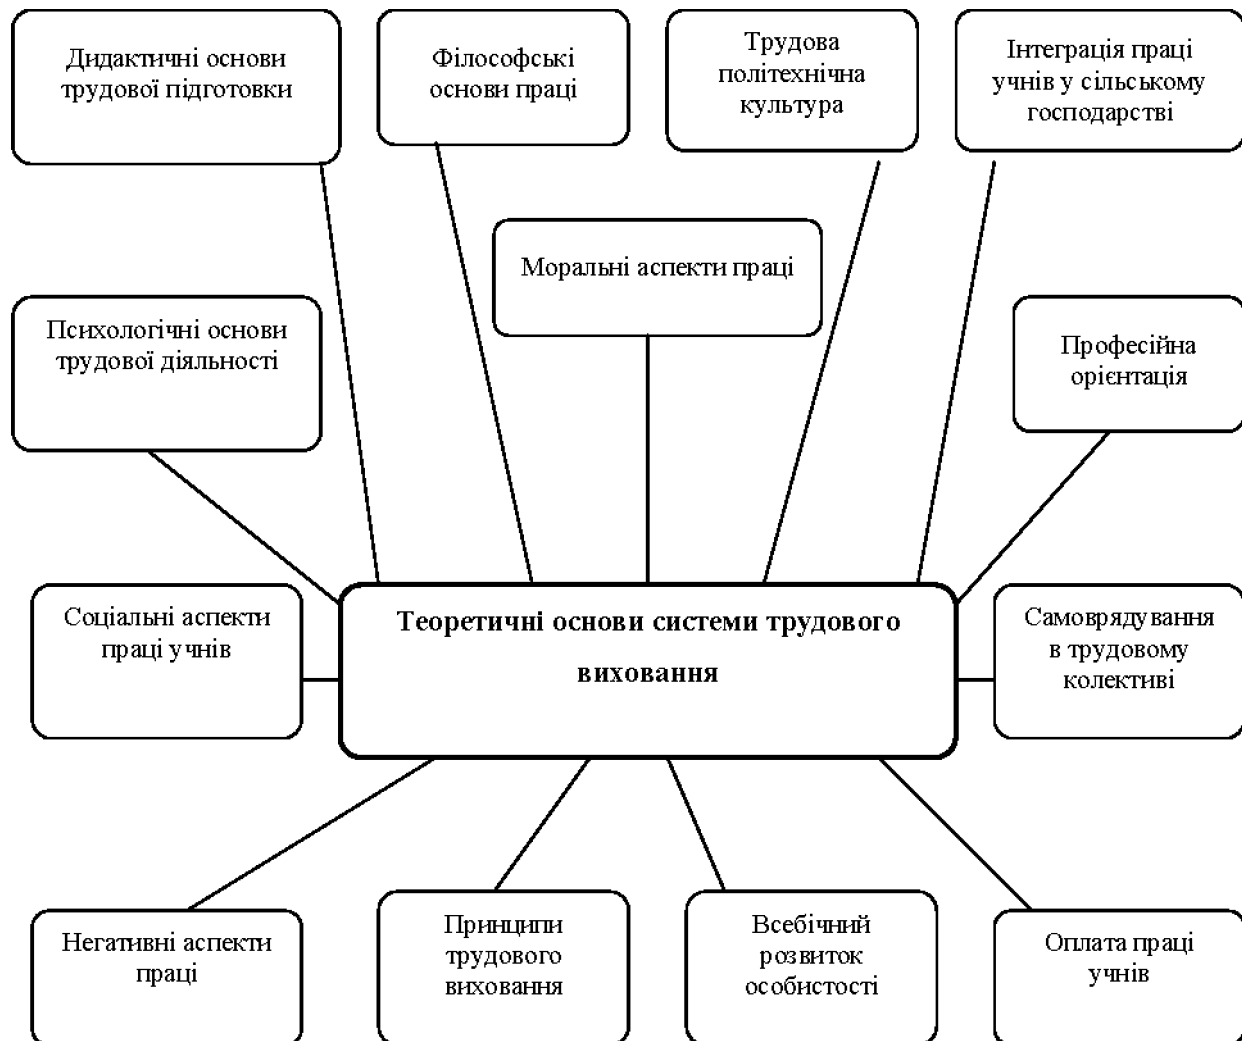 Дидактичні основи
трудової підготовки
Філософські
основи праці
Трудова
політехнічна
культура
Інтеграція праці
учнів у сільському
господарстві
Моральні аспекти праці
Психологічні основи
трудової діяльності
Професійна
орієнтація
Соціальні аспекти
праці учнів
Теоретичні основи системи трудового
виховання
Самоврядування
в трудовому
колективі
Негативні аспекти
праці
Принципи
трудового
виховання
Всебічний
розвиток
особистості
Оплата праці
учнів